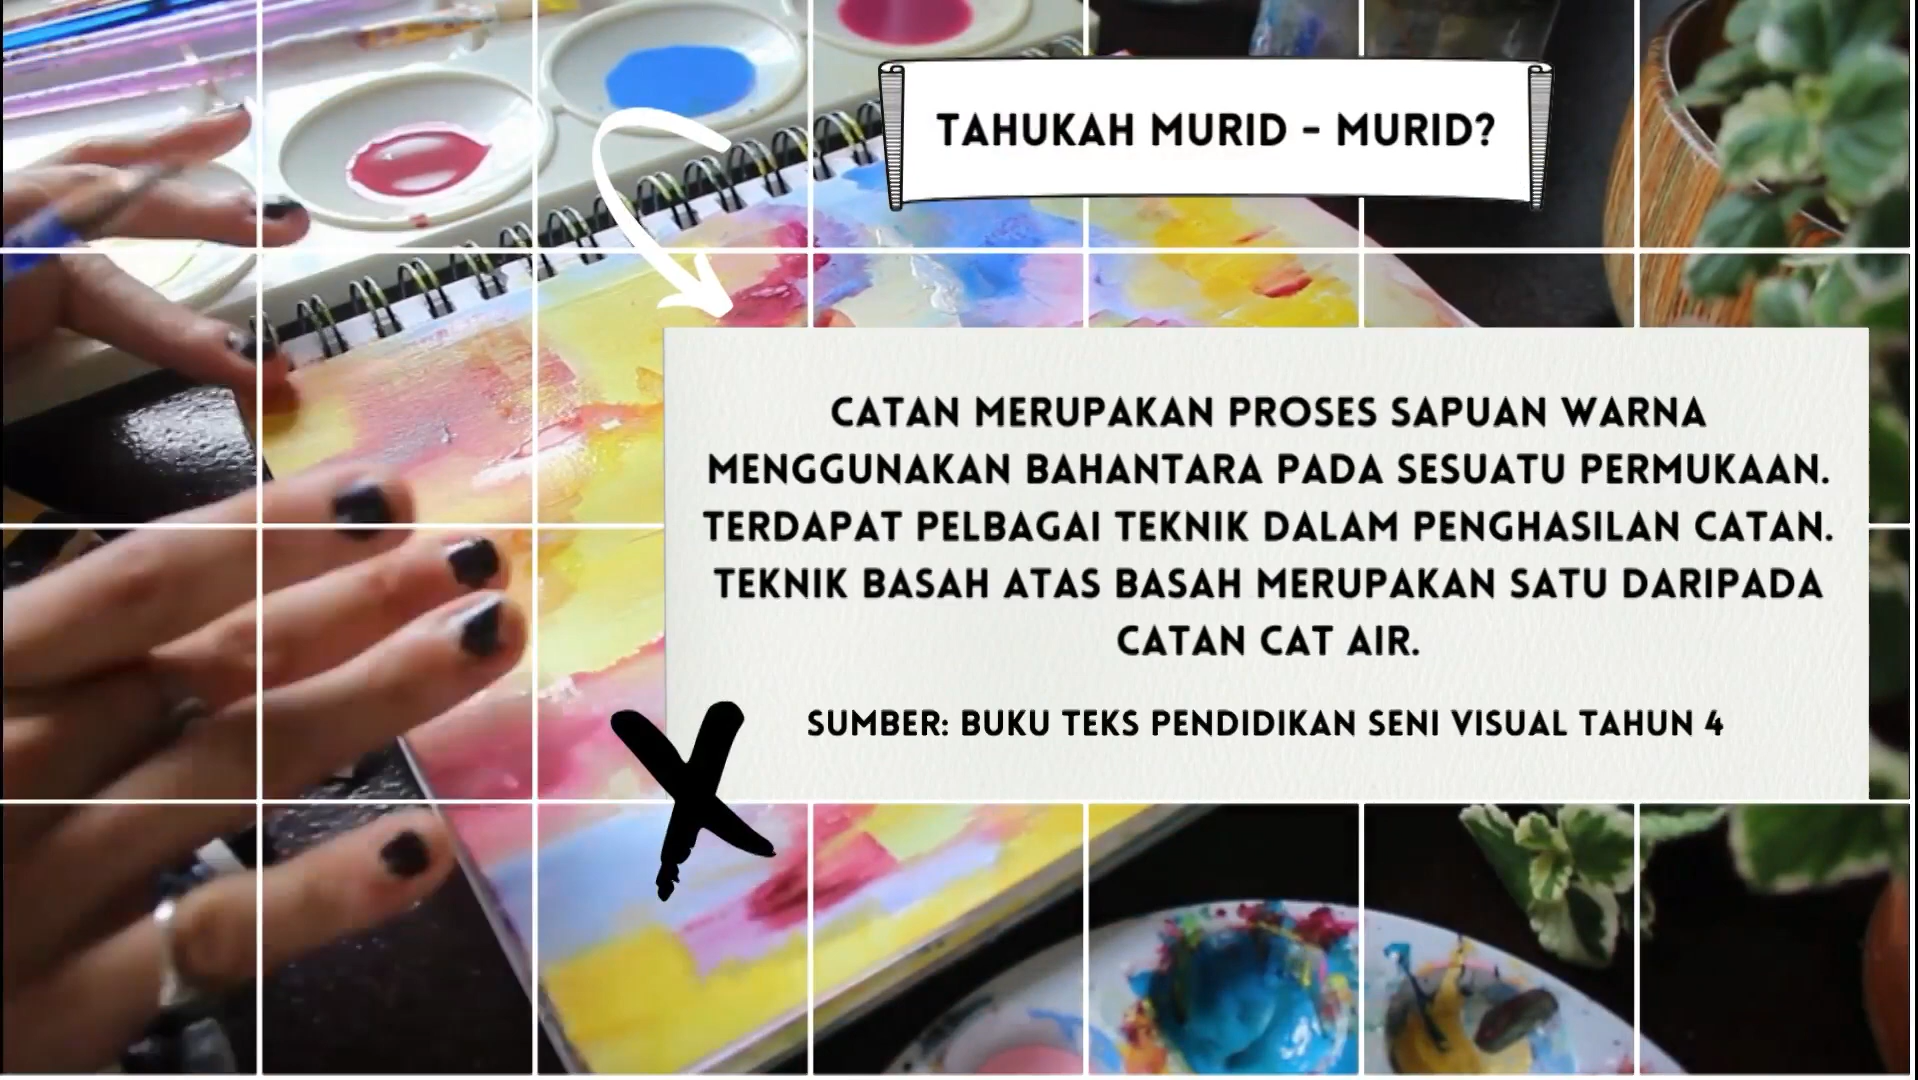 TAHUKAH MURID - MURID?
CATAN MERUPAKAN PROSES SAPUAN WARNA
MENGGUNAKAN BAHANTARA PADA SESUATU PERMUKAAN.
TERDAPAT PELBAGAI TEKNIK DALAM PENGHASILAN CATAN.
TEKNIK BASAH ATAS BASAH MERUPAKAN SATU DARIPADA
CATAN CAT AIR.
SUMBER: BUKU TEKS PENDIDIKAN SENI VISUAL TAHUN 4